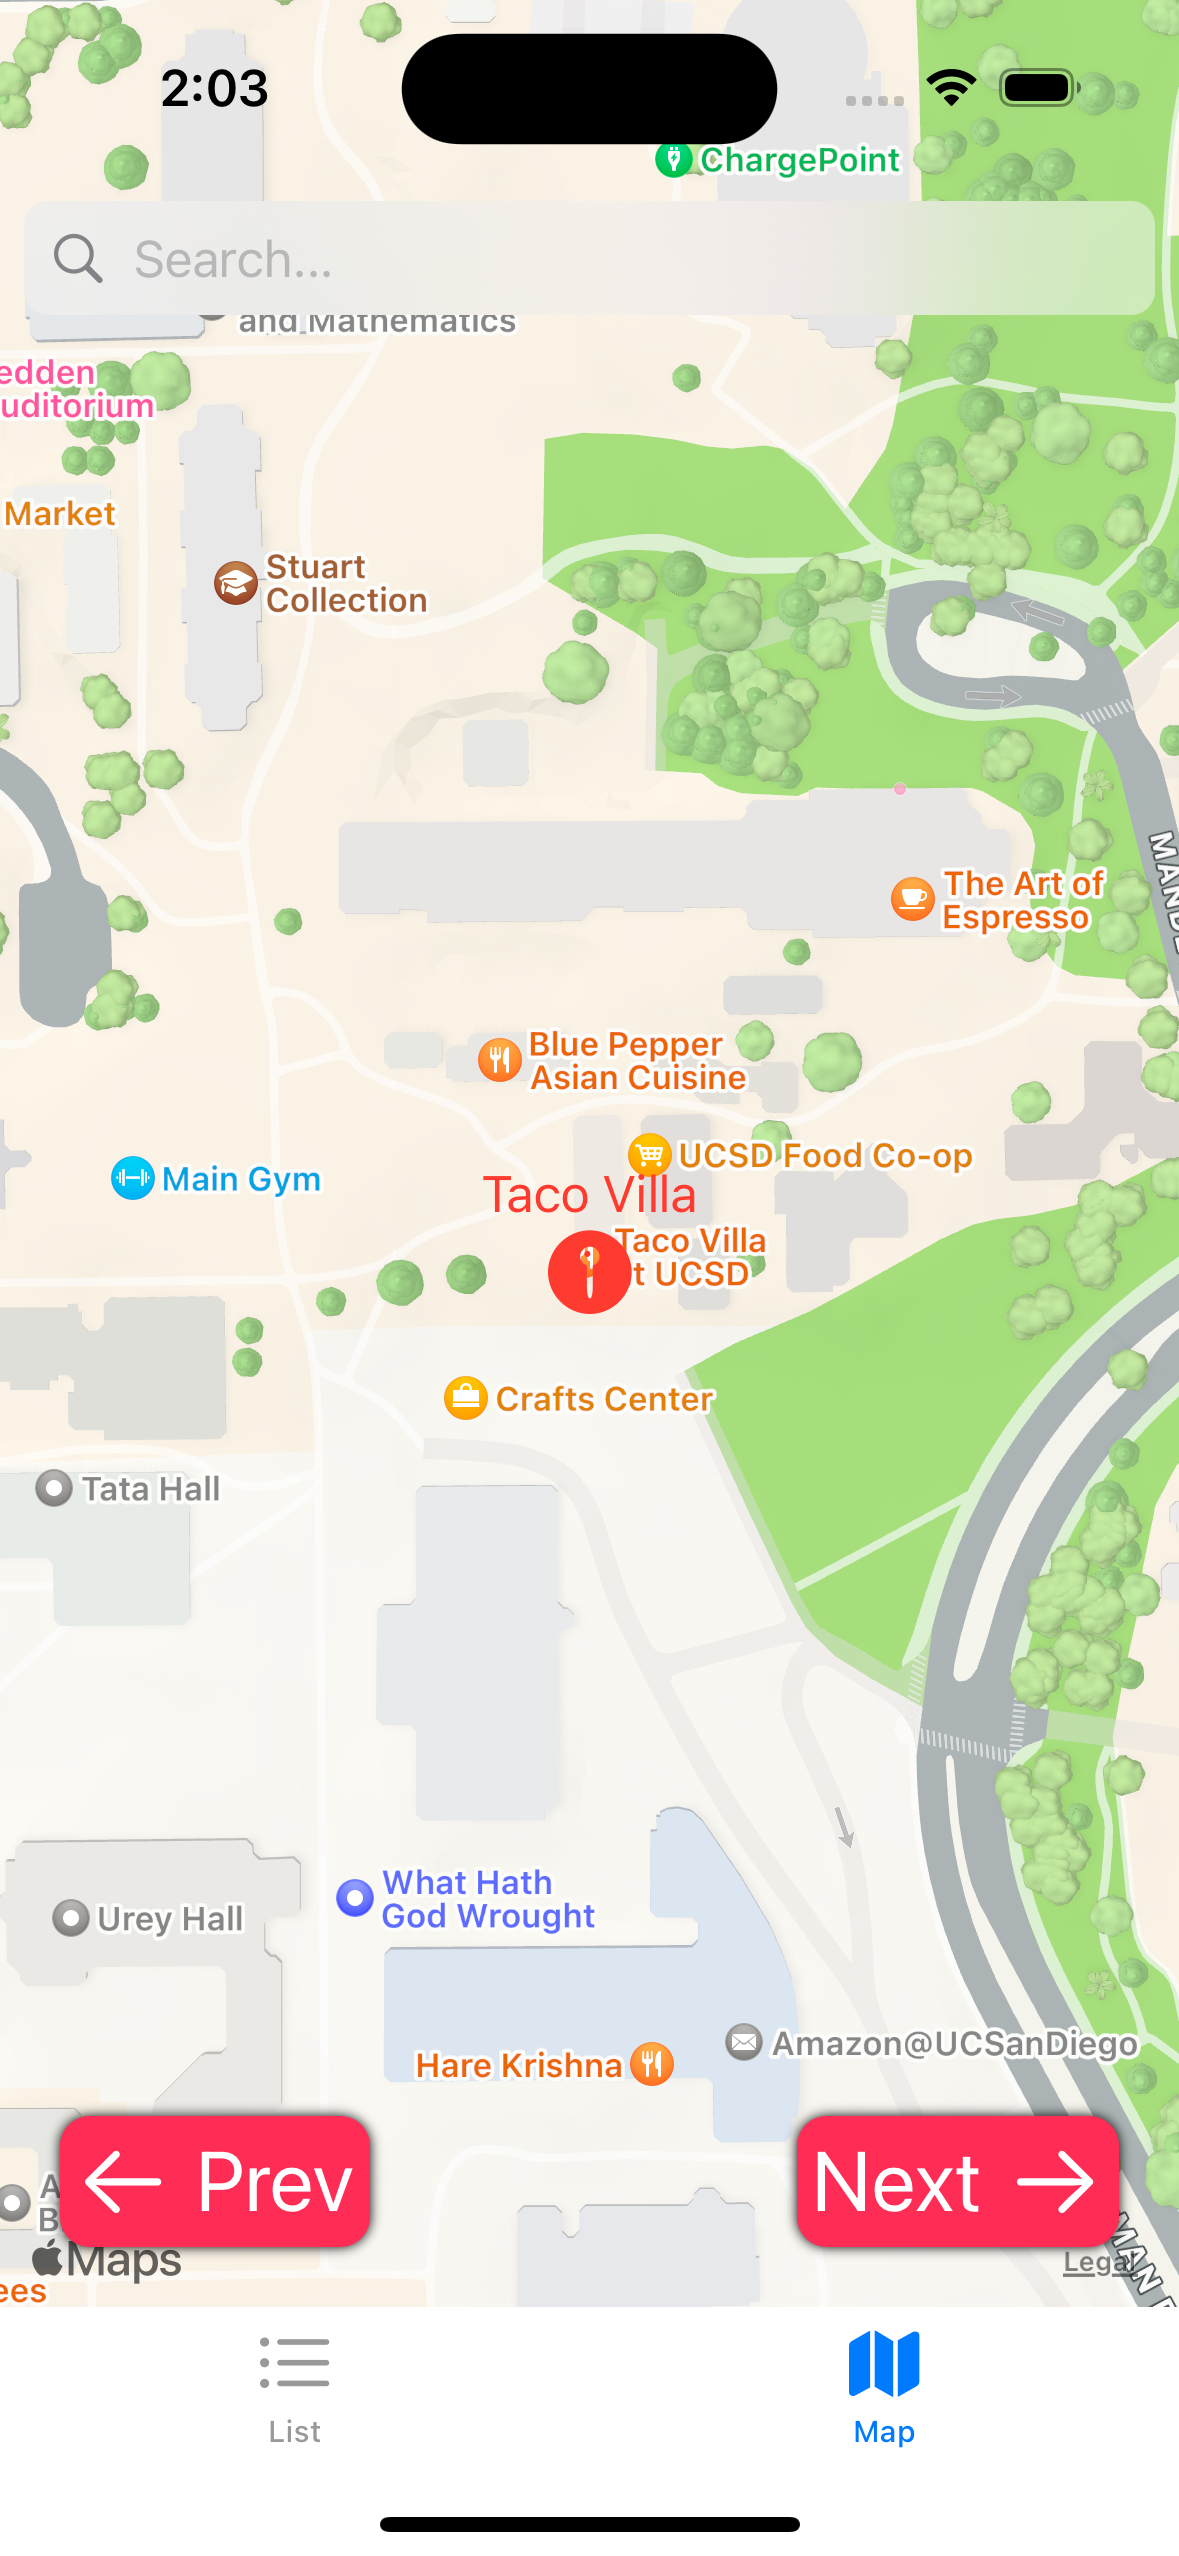 2:03
ChargePoint
Search...
and Mathematics
edden
uditorium
Market
Stuart
Collection
The Art of
Espresso
Blue Pepper
Asian Cuisine
UCSD Food Co-op
Main Gym
Taco Villa
Taco Villa
t UCSD
Crafts Center
Tata Hall
What Hath
God Wrought
Urey Hall
Amazon@UCSanDiego
Hare Krishna
Prev
Next
A
B
Maps
Legal
ees
List
Map